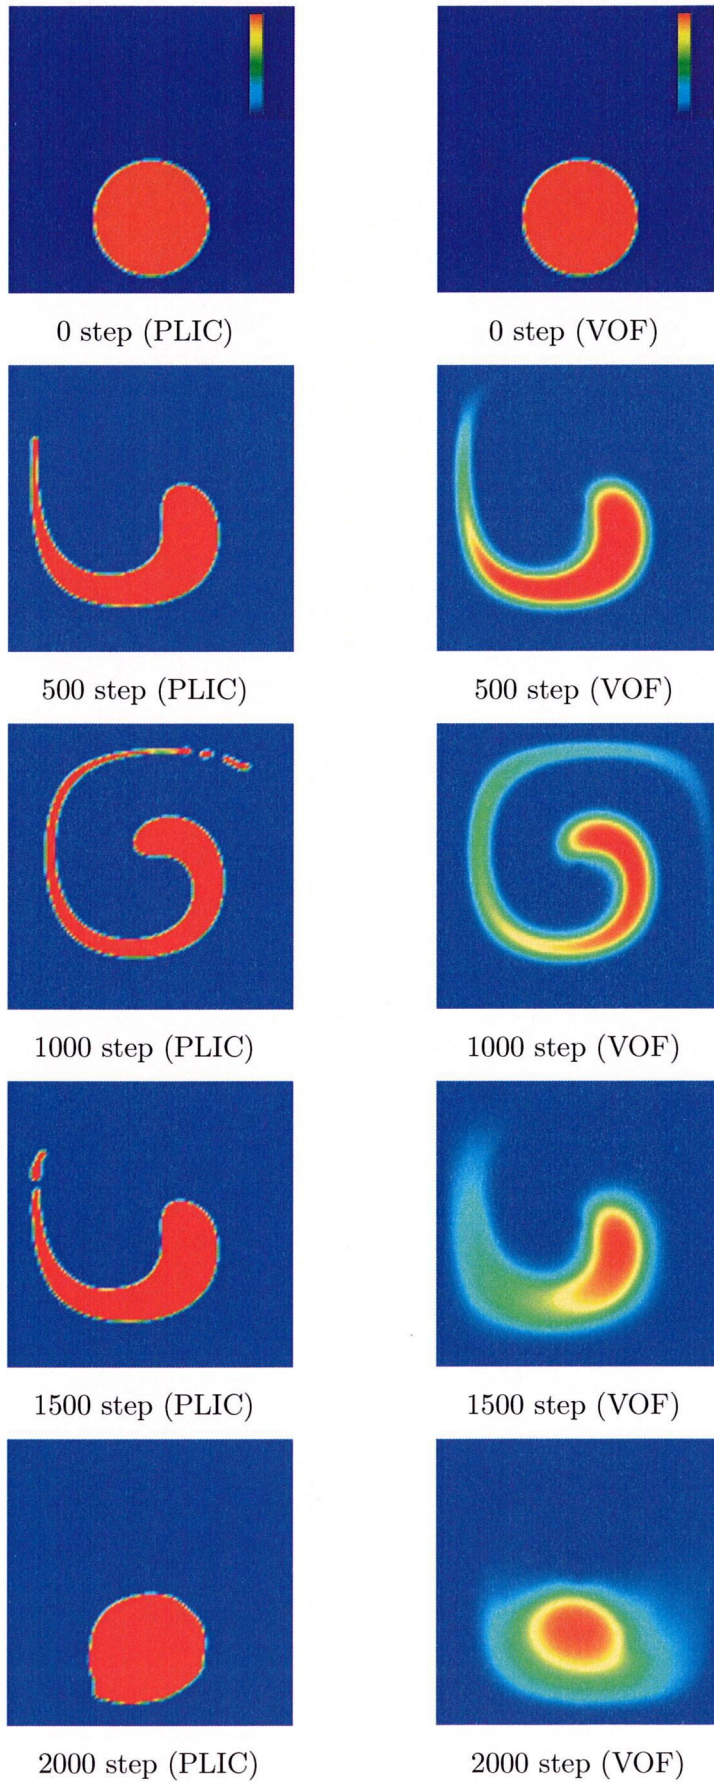 0 step (PLIC)
0 step (VOF)
500 step (PLIC)
500 step (VOF)
1000 step (PLIC)
1000 step (VOF)
1500 step (PLIC)
1500 step (VOF)
2000 step (PLIC)
2000 step (VOF)